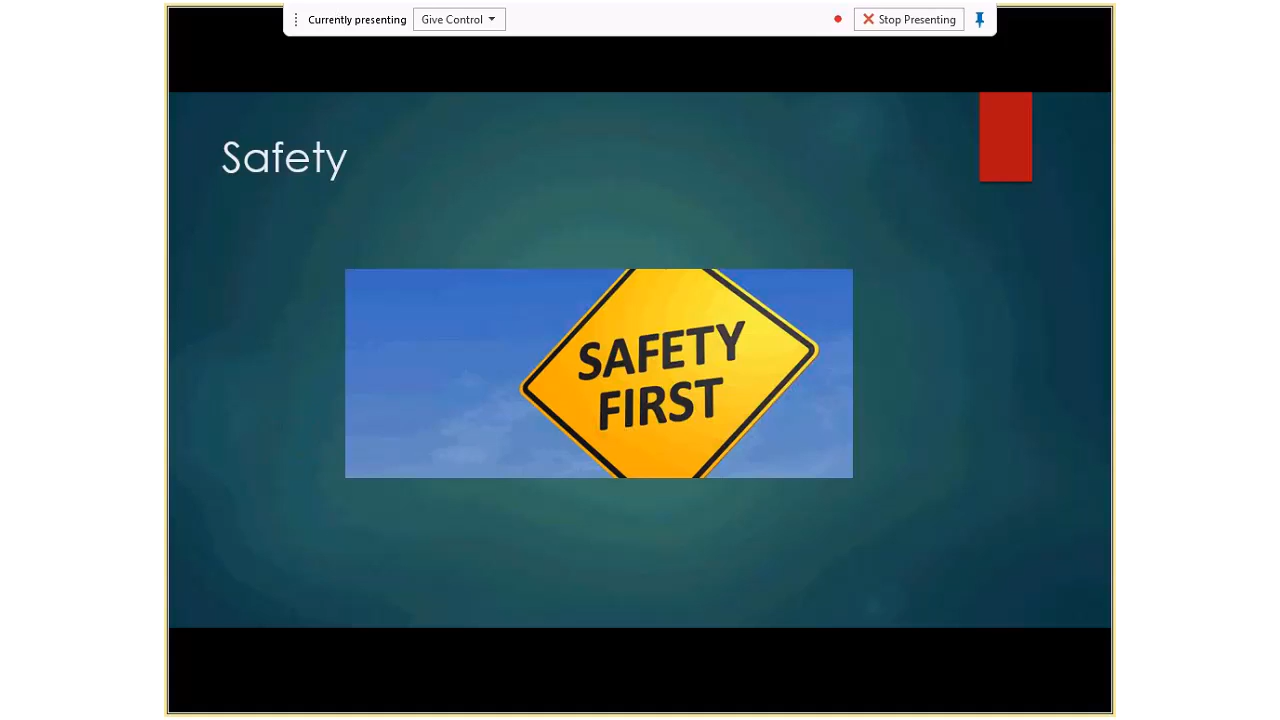 Currently presenting
Give Control
Stop Presenting
Safety
SAFETY
FIRST